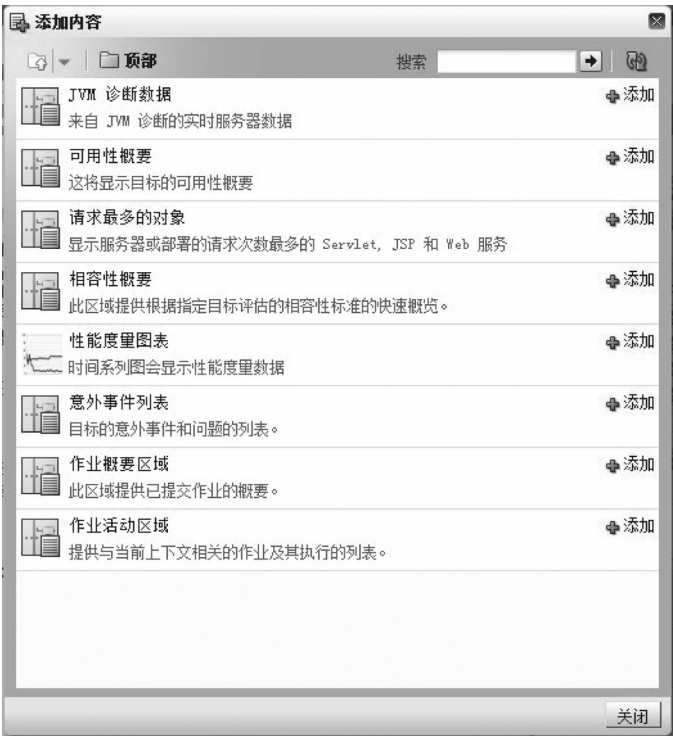 添加内容
顶部 搜索
JVM 诊断数据 添加
来自 JVM 诊断的实时服务器数据
可用性概要 添加
这将显示目标的可用性概要
请求最多的对象 添加
显示服务器或部署的请求次数最多的 Servlet, JSP 和 Web 服务
相容性概要 添加
此区域提供根据指定目标评估的相容性标准的快速概览。
性能度量图表 添加
时间系列图会显示性能度量数据
意外事件列表 添加
目标的意外事件和问题的列表。
作业概要区域 添加
此区域提供已提交作业的概要。
作业活动区域 添加
提供与当前上下文相关的作业及其执行的列表。
关闭